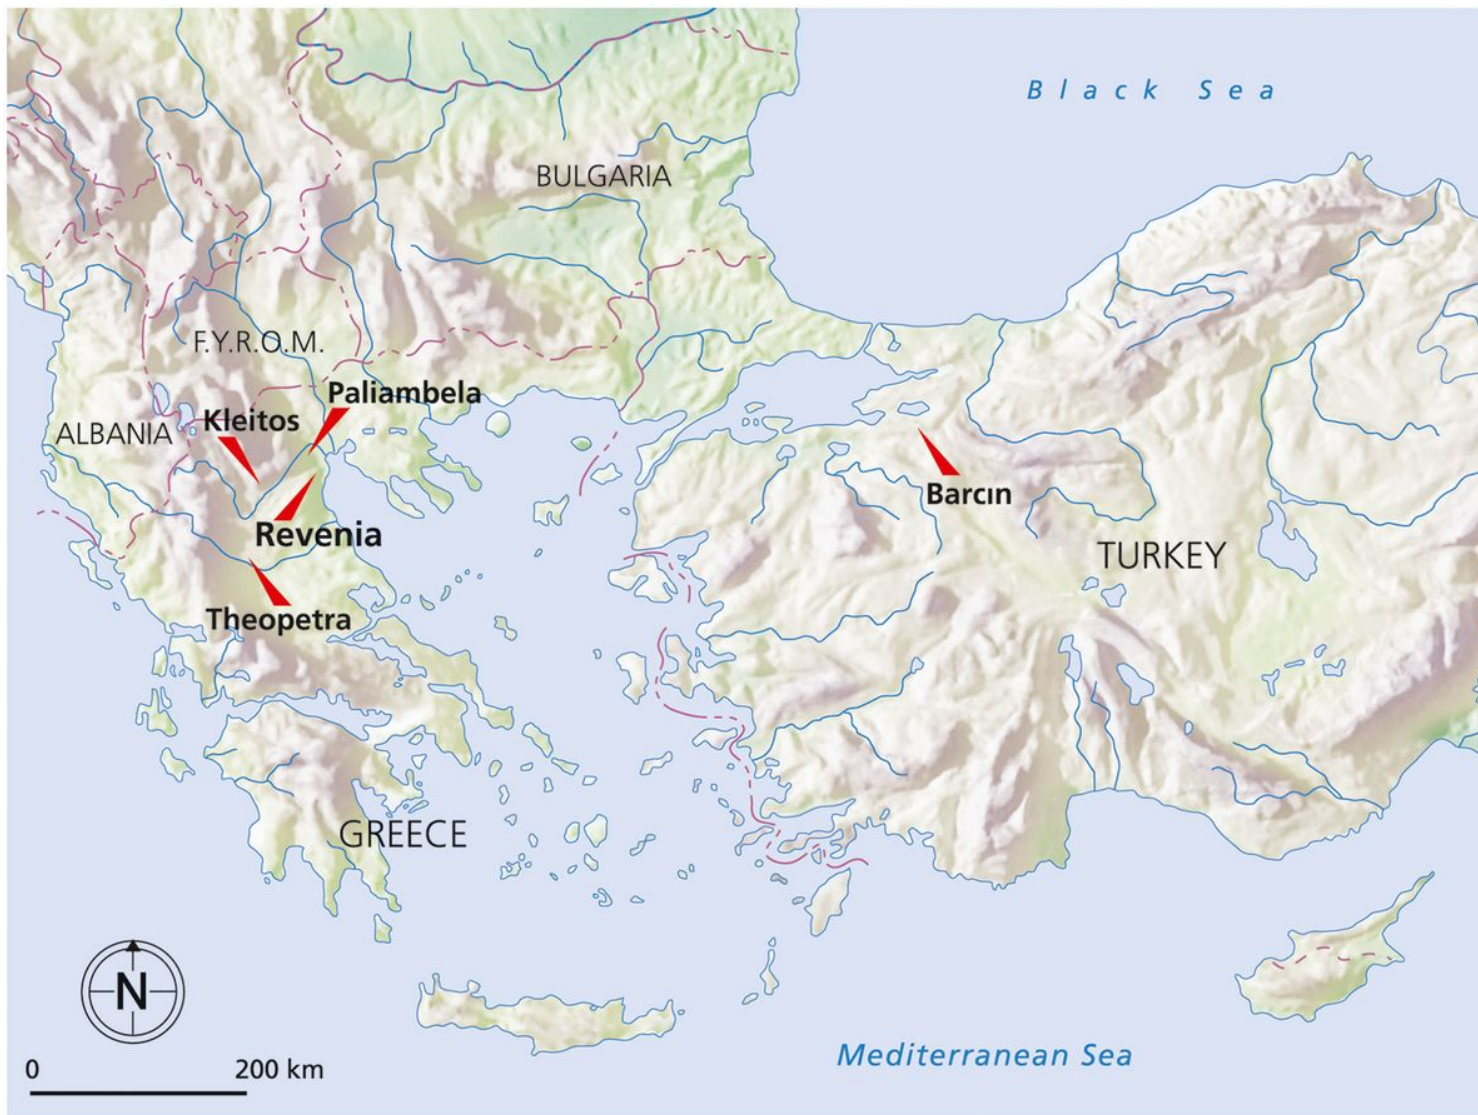 Black Sea
BULGARIA
F.Y.R.O.M.
Paliambela
Kleitos
ALBANIA
Barcın
Revenia
TURKEY
Theopetra
GREECE
N
Mediterranean Sea
0 200 km